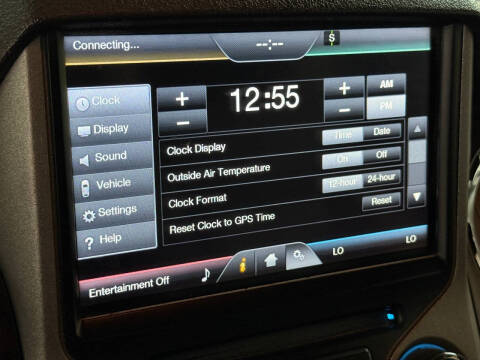 Connecting...
--:--
S
Clock
Display
Sound
Vehicle
Settings
? Help
+
−
12:55
+
−
AM
PM
Clock Display
Time
Date
Outside Air Temperature
On
Off
Clock Format
12-hour
24-hour
Reset Clock to GPS Time
Reset
Entertainment Off
i
LO
LO